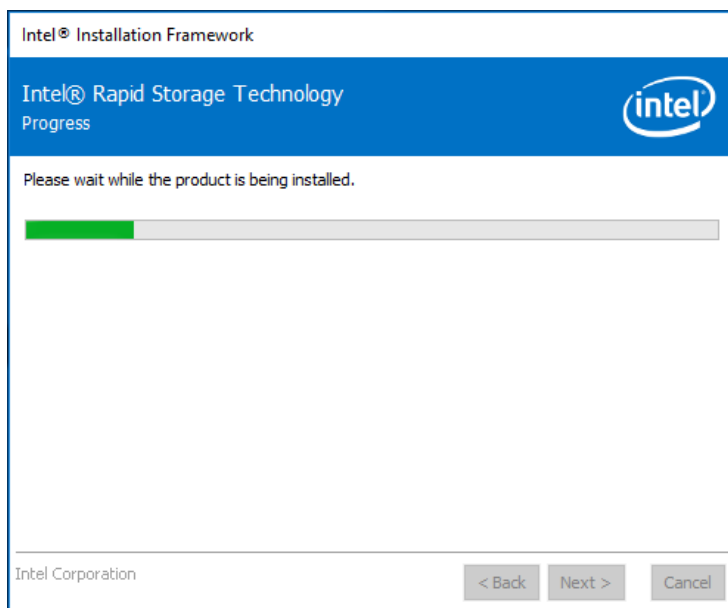 Intel® Installation Framework
Intel® Rapid Storage Technology
Progress
intel
Please wait while the product is being installed.
Intel Corporation
< Back Next > Cancel